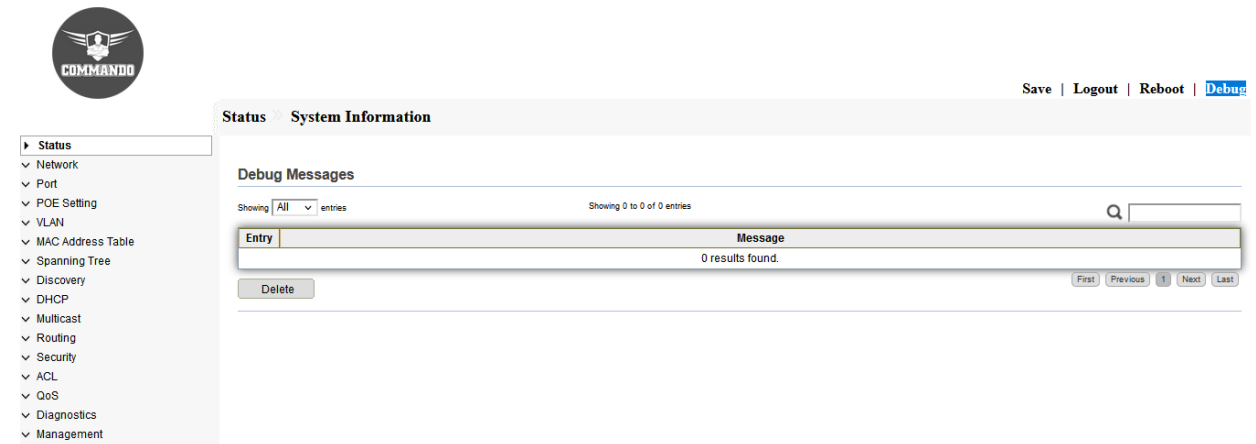 COMMANDO
Save | Logout | Reboot | Debug
Status » System Information
Status
Network
Port
POE Setting
VLAN
MAC Address Table
Spanning Tree
Discovery
DHCP
Multicast
Routing
Security
ACL
QoS
Diagnostics
Management
Debug Messages
Showing All entries Showing 0 to 0 of 0 entries
Entry Message
0 results found.
Delete First Previous 1 Next Last